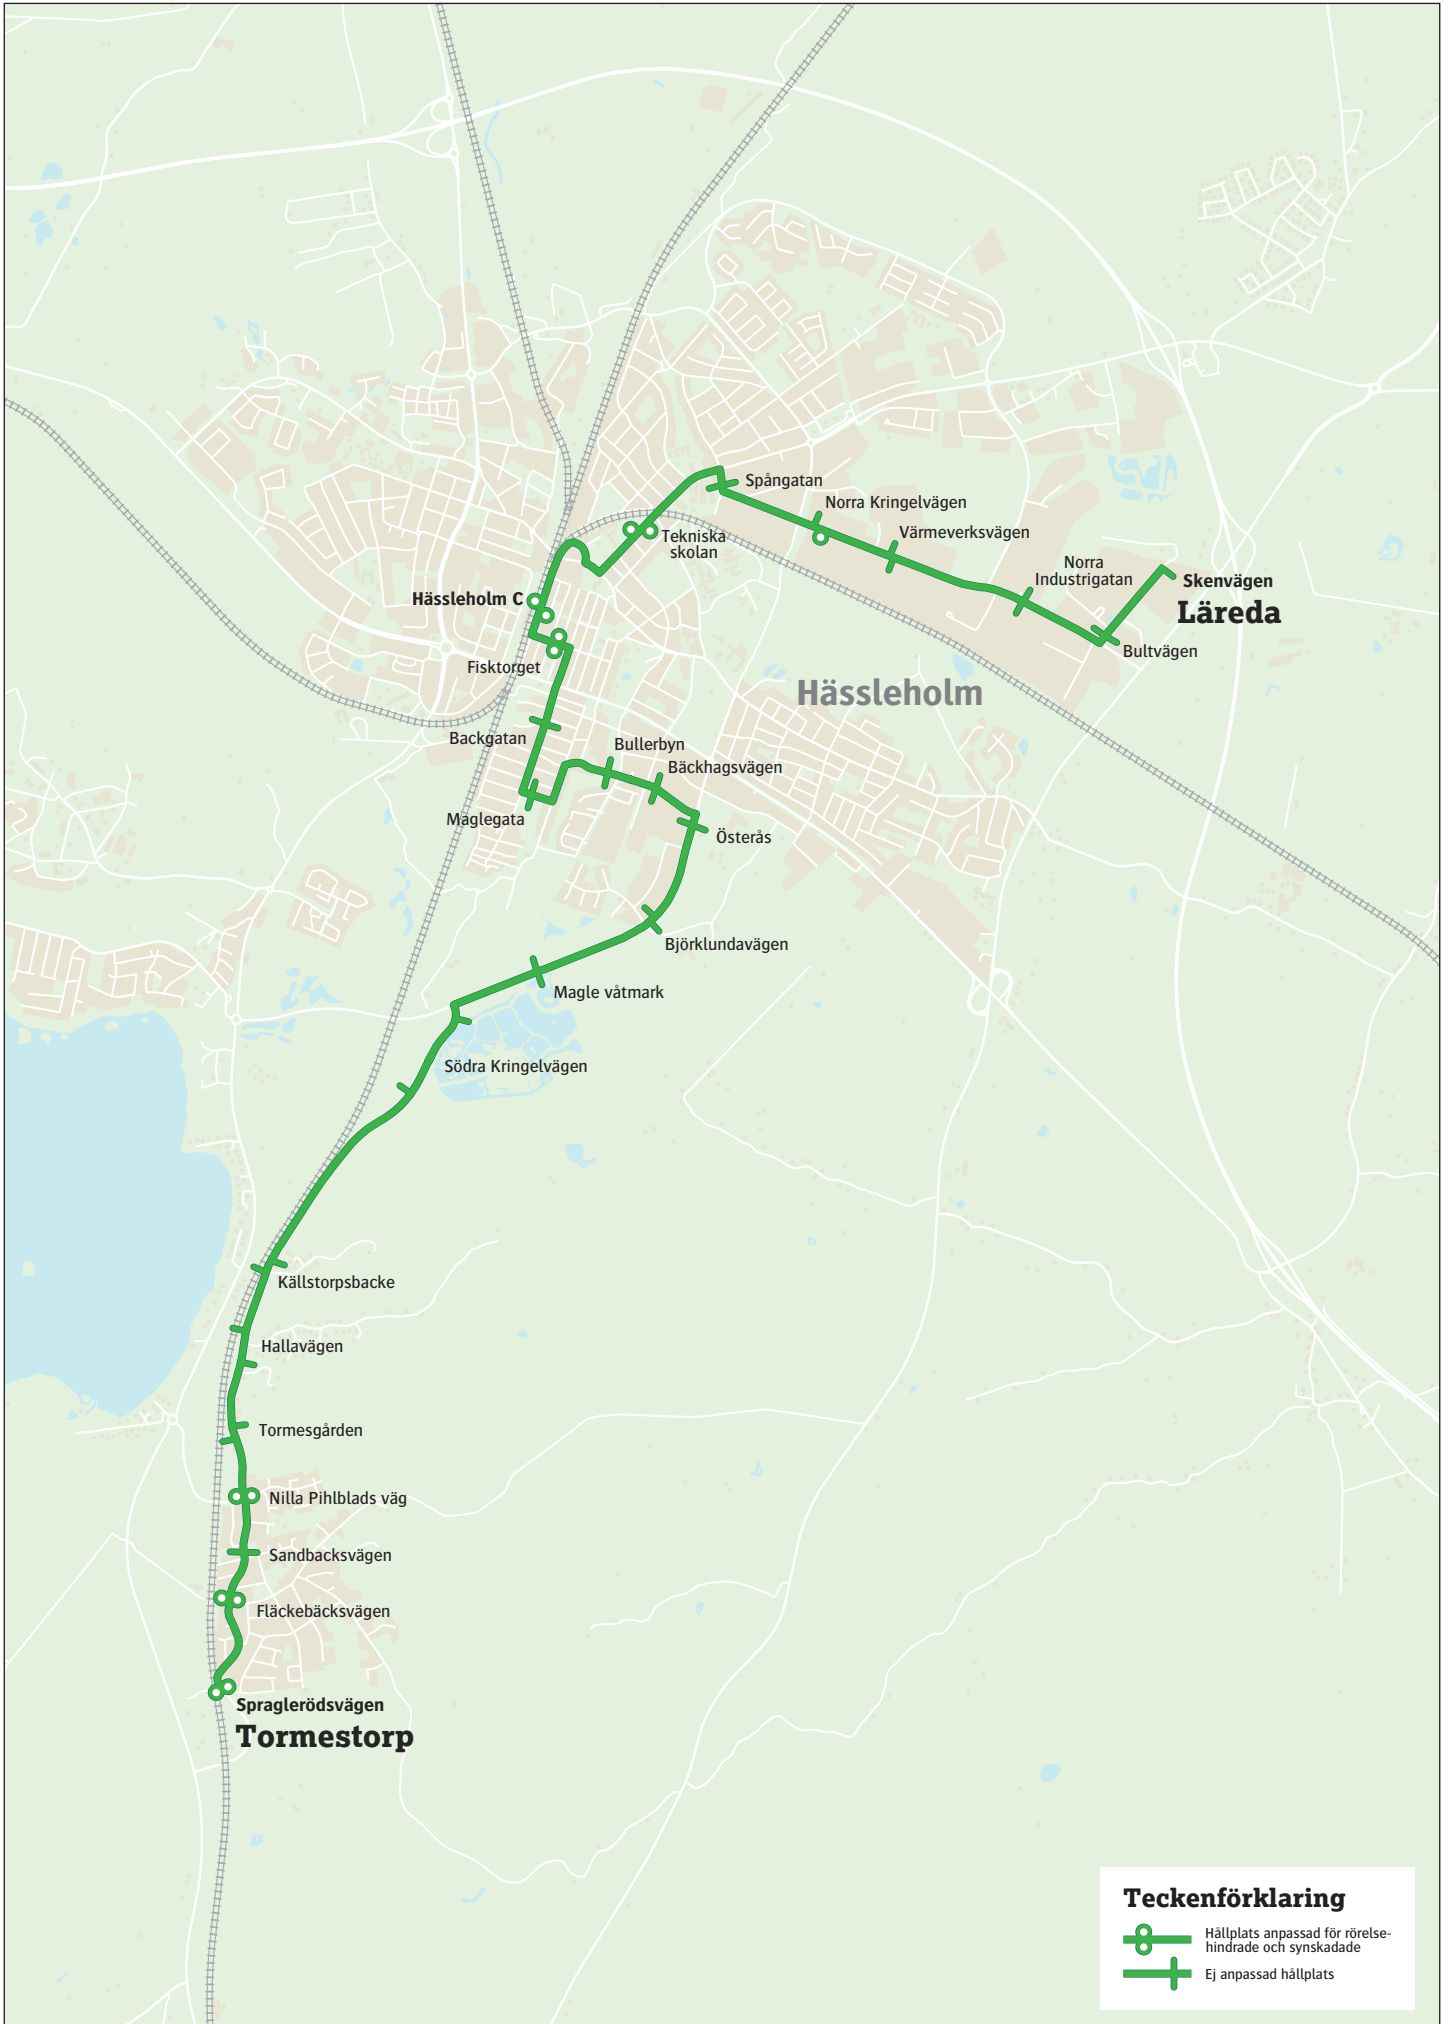 Spångatan
Norra Kringelvägen
Värmeverksvägen
Tekniska
skolan
Norra
Industrigatan
Skenvägen
Läreda
Hässleholm C
Bultvägen
Fisktorget
Hässleholm
Backgatan
Bullerbyn
Bäckhagsvägen
Maglegata
Österås
Björklundavägen
Magle våtmark
Södra Kringelvägen
Källstorpsbacke
Hallavägen
Tormesgården
Nilla Pihlblads väg
Sandbacksvägen
Fläckebäcksvägen
Spraglerödsvägen
Tormestorp
Teckenförklaring
Hållplats anpassad för rörelse-
hindrade och synskadade
Ej anpassad hållplats